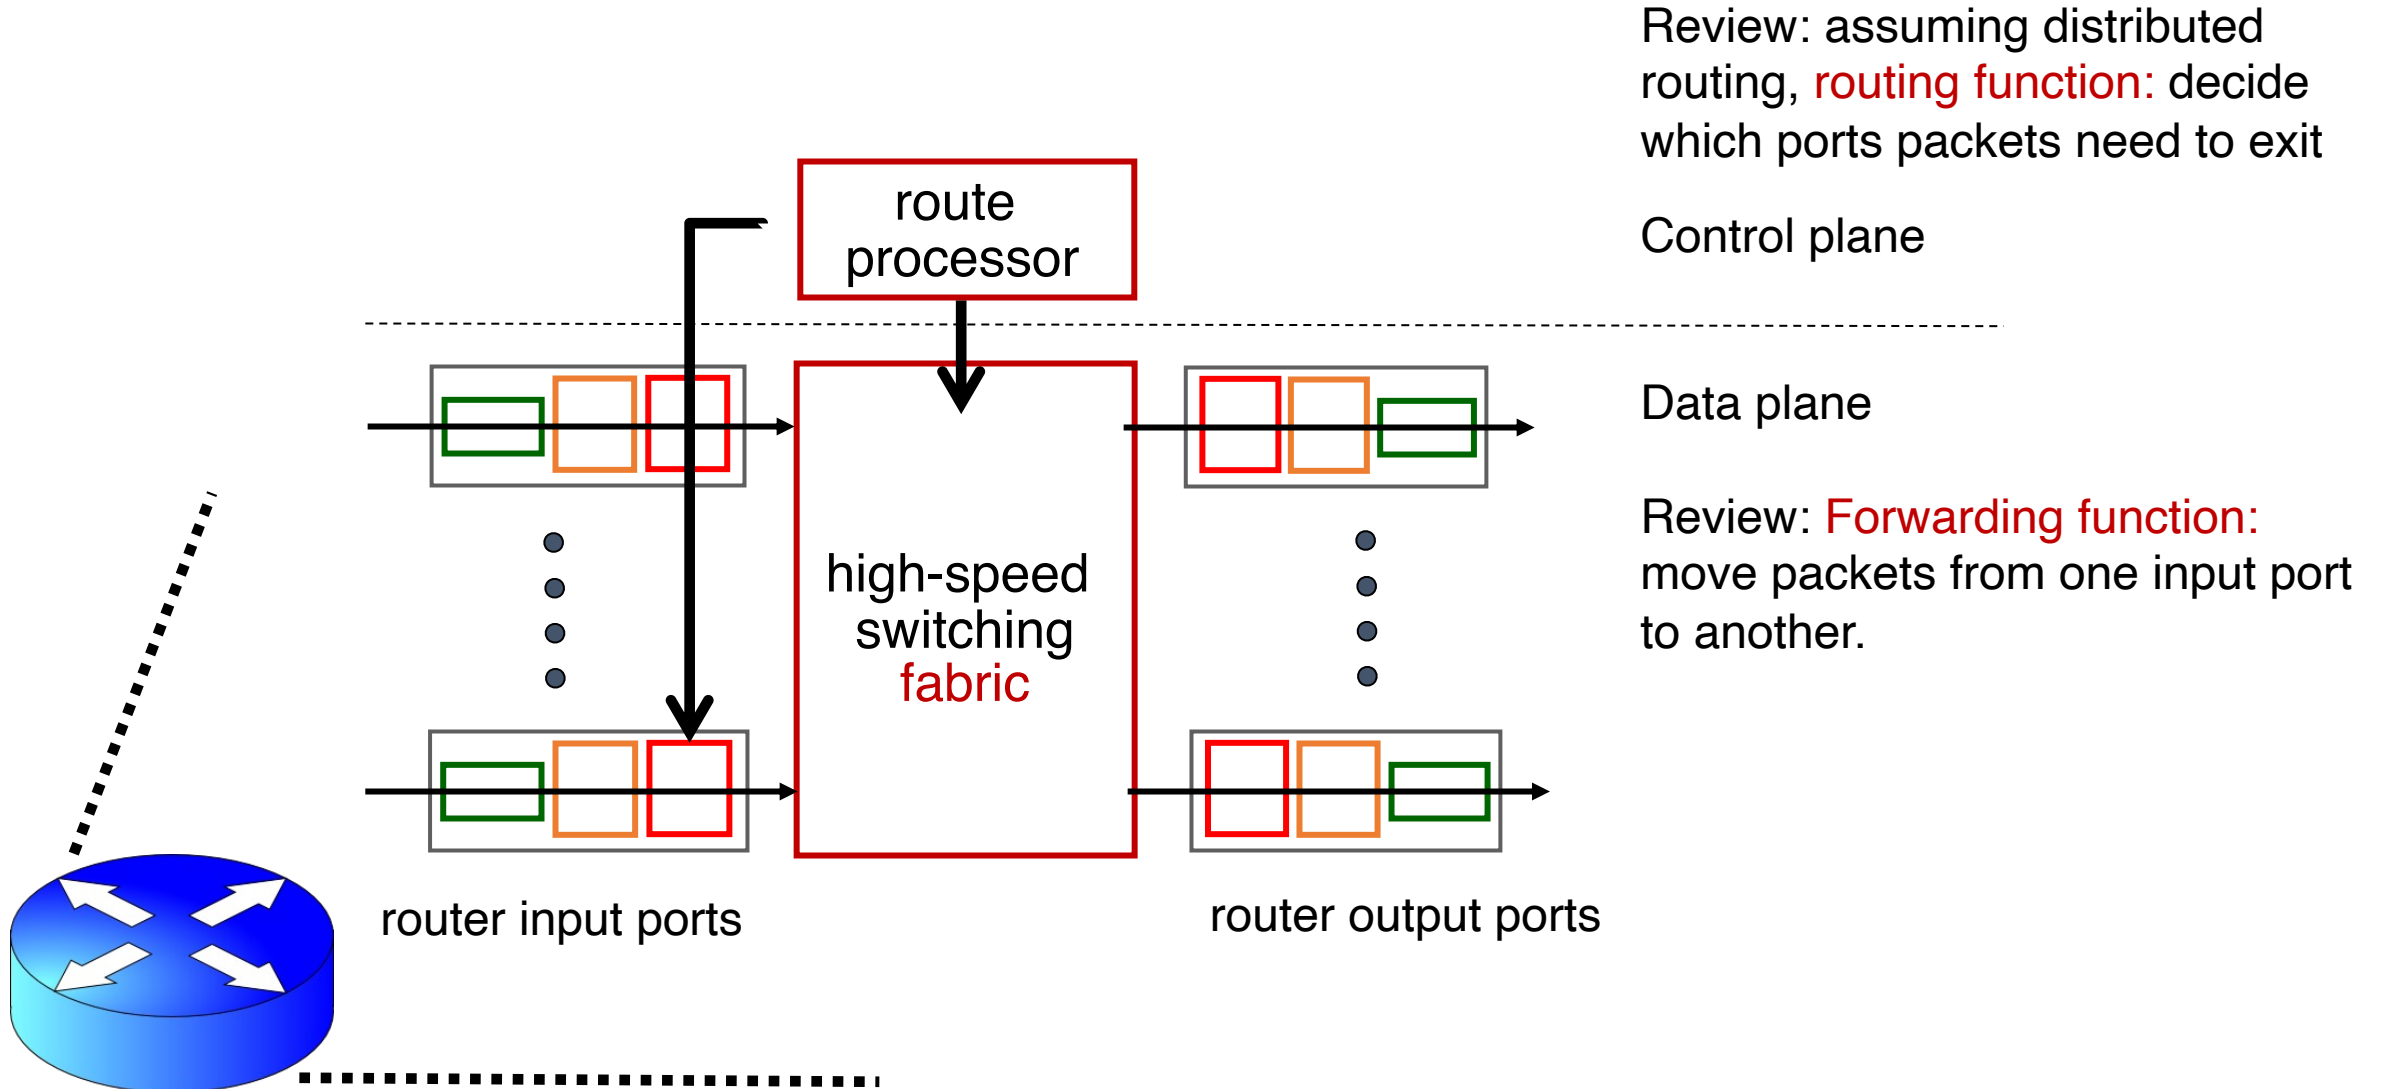 Review: assuming distributed
routing, routing function: decide
which ports packets need to exit
route
processor
Control plane
Data plane
high-speed
switching
fabric
Review: Forwarding function:
move packets from one input port
to another.
router input ports
router output ports